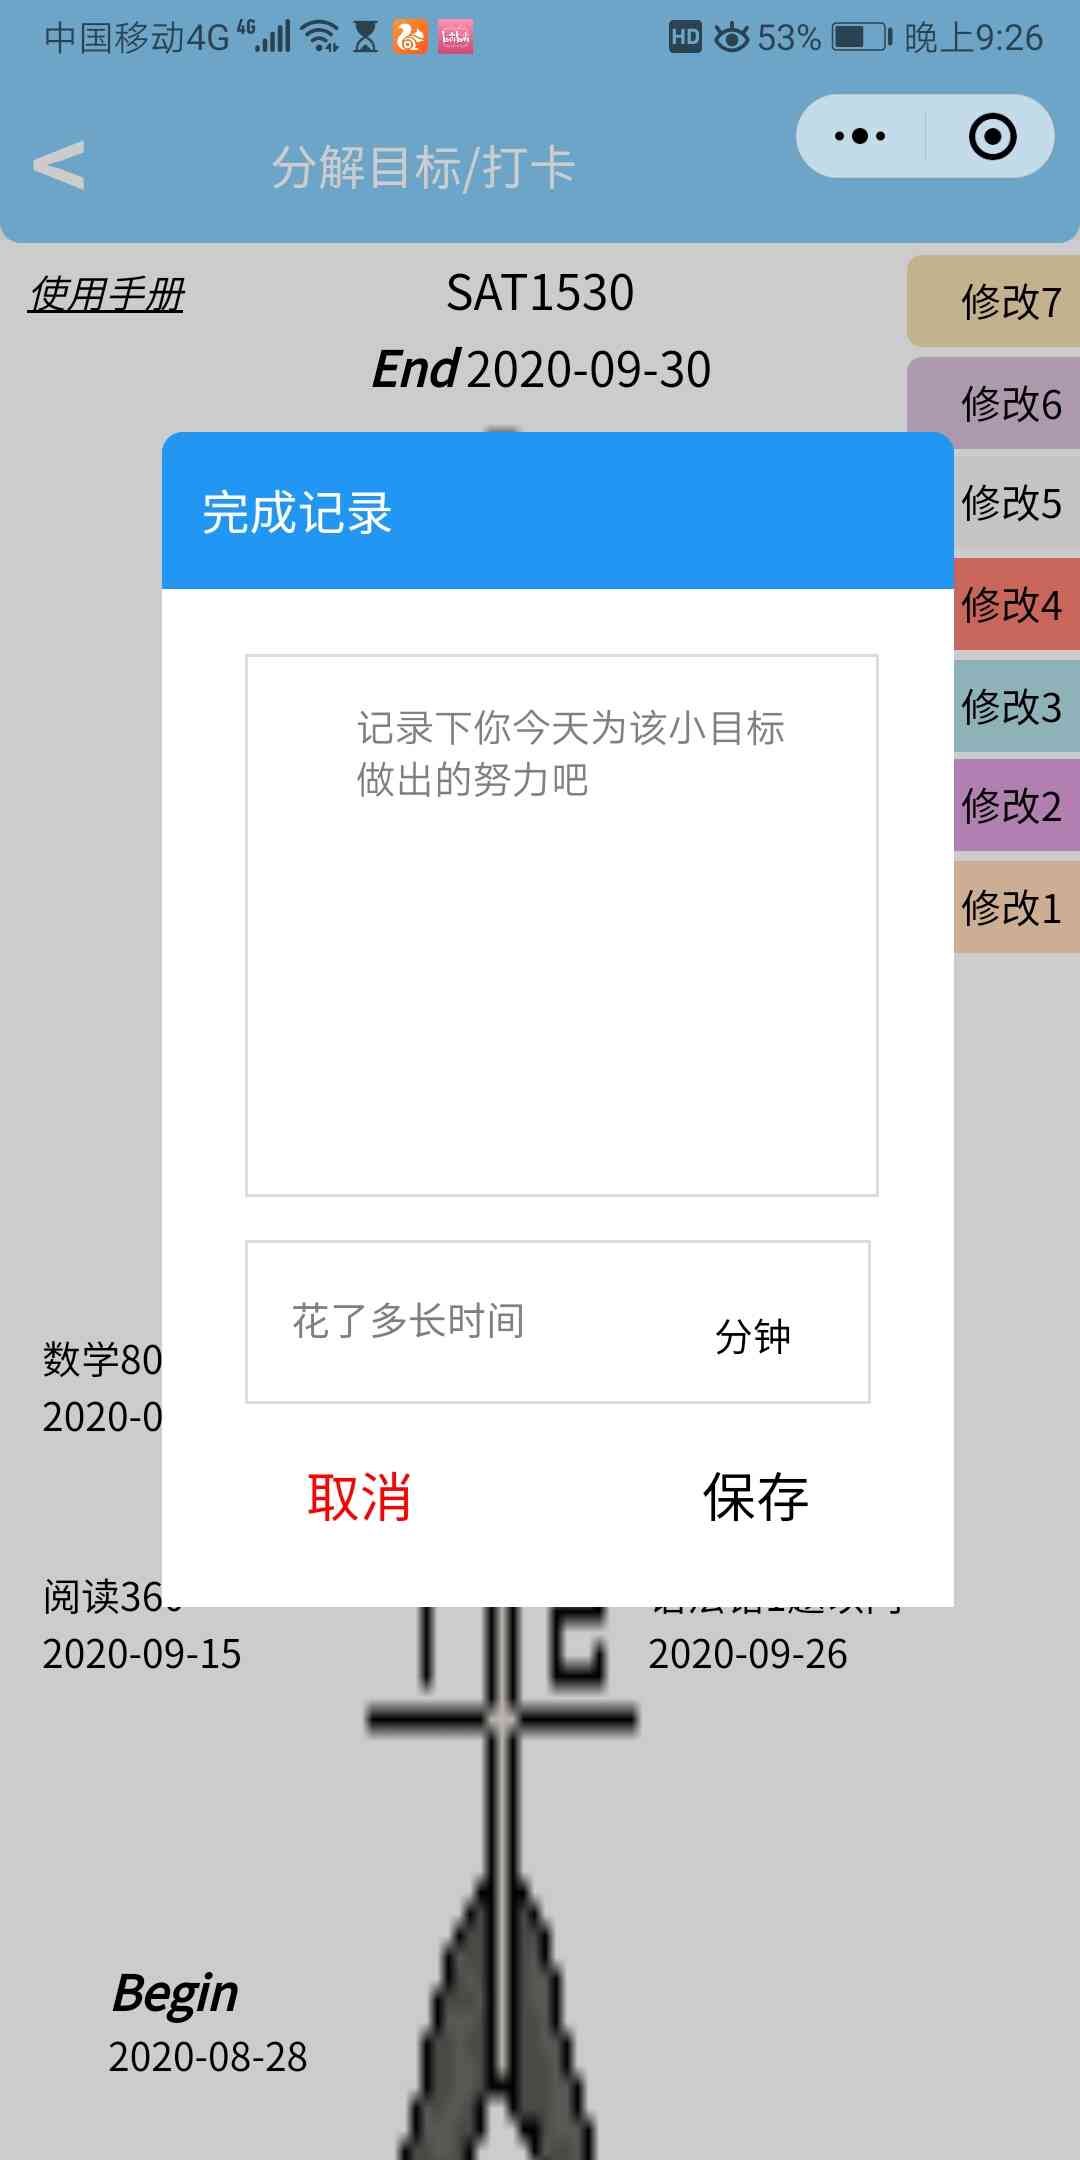 中国移动4G 4G HD 53% 晚上9:26
< 分解目标/打卡
使用手册
SAT1530
End 2020-09-30
修改7
修改6
修改5
修改4
修改3
修改2
修改1
完成记录
记录下你今天为该小目标
做出的努力吧
花了多长时间 分钟
取消 保存
数学80
2020-0
阅读36
2020-09-15
2020-09-26
Begin
2020-08-28